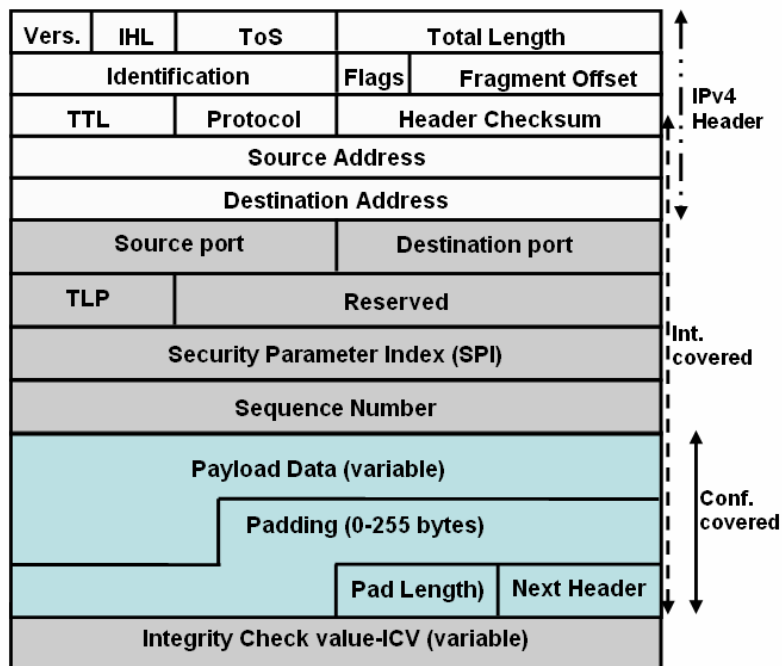 Vers. IHL ToS Total Length
Identification Flags Fragment Offset
TTL Protocol Header Checksum
Source Address
Destination Address
IPv4
Header
Source port Destination port
TLP Reserved
Security Parameter Index (SPI)
Sequence Number
Int.
covered
Payload Data (variable)
Padding (0-255 bytes)
Pad Length) Next Header
Conf.
covered
Integrity Check value-ICV (variable)